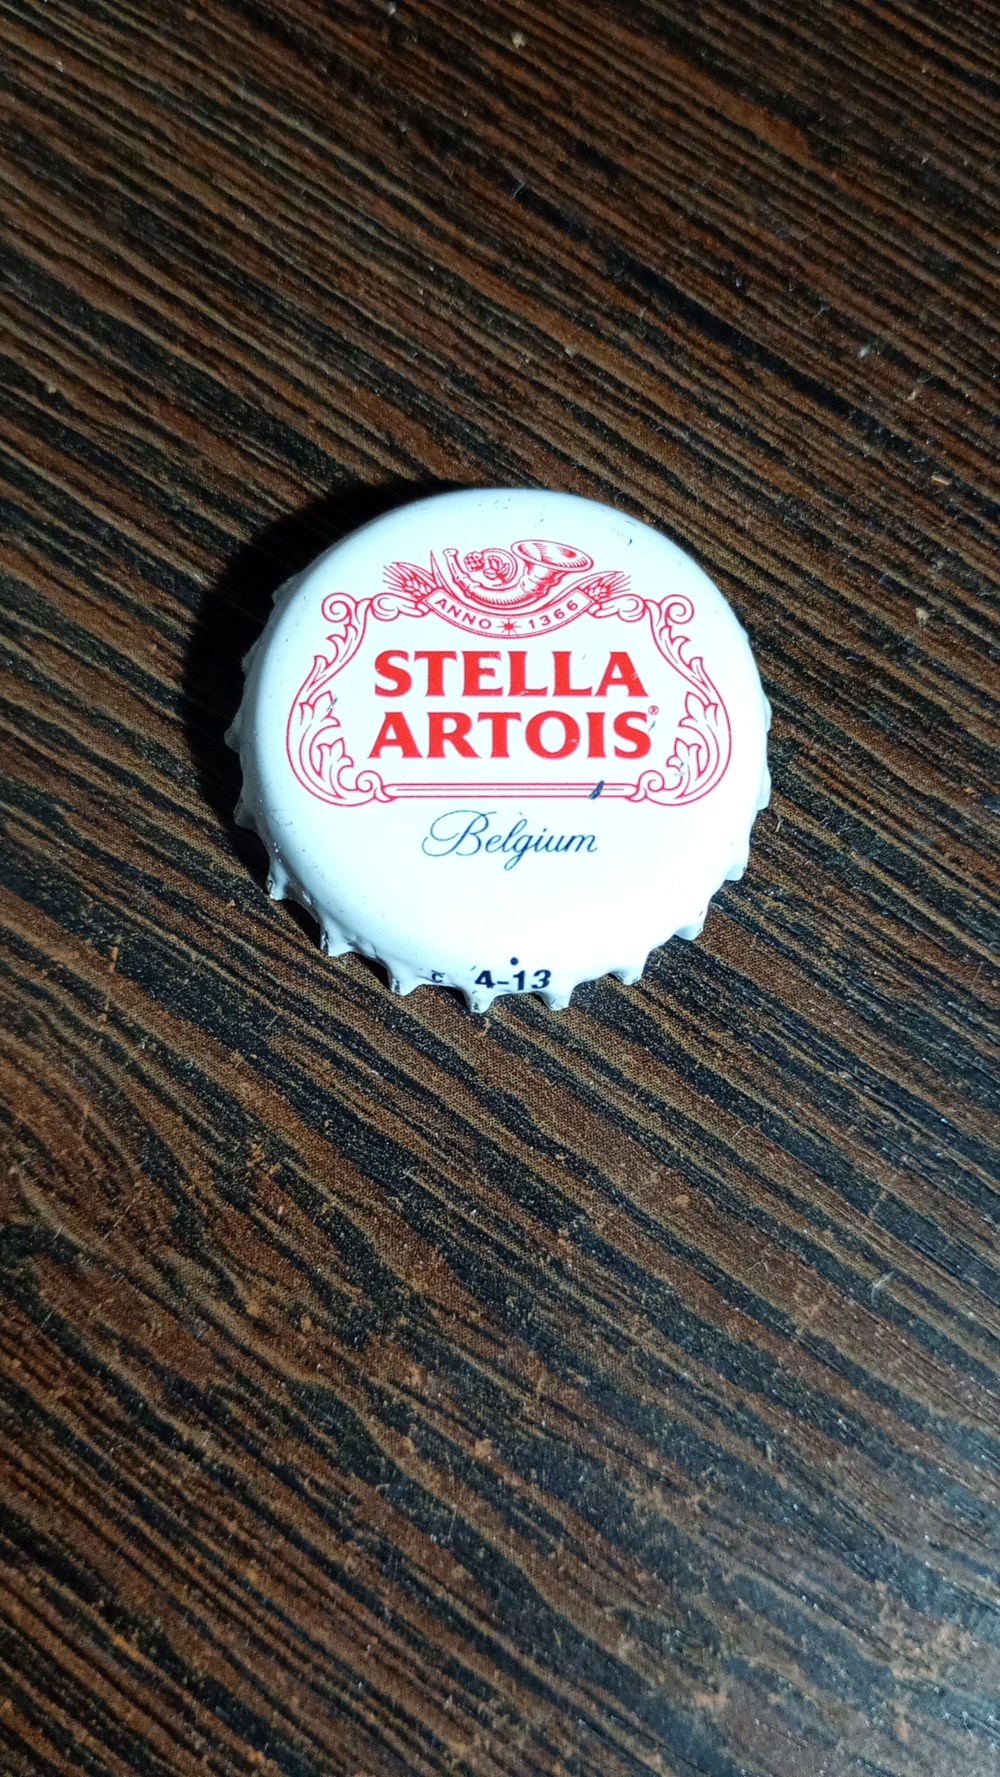 ANNO ✶ 1366
STELLA
ARTOIS®
Belgium
C 4-13